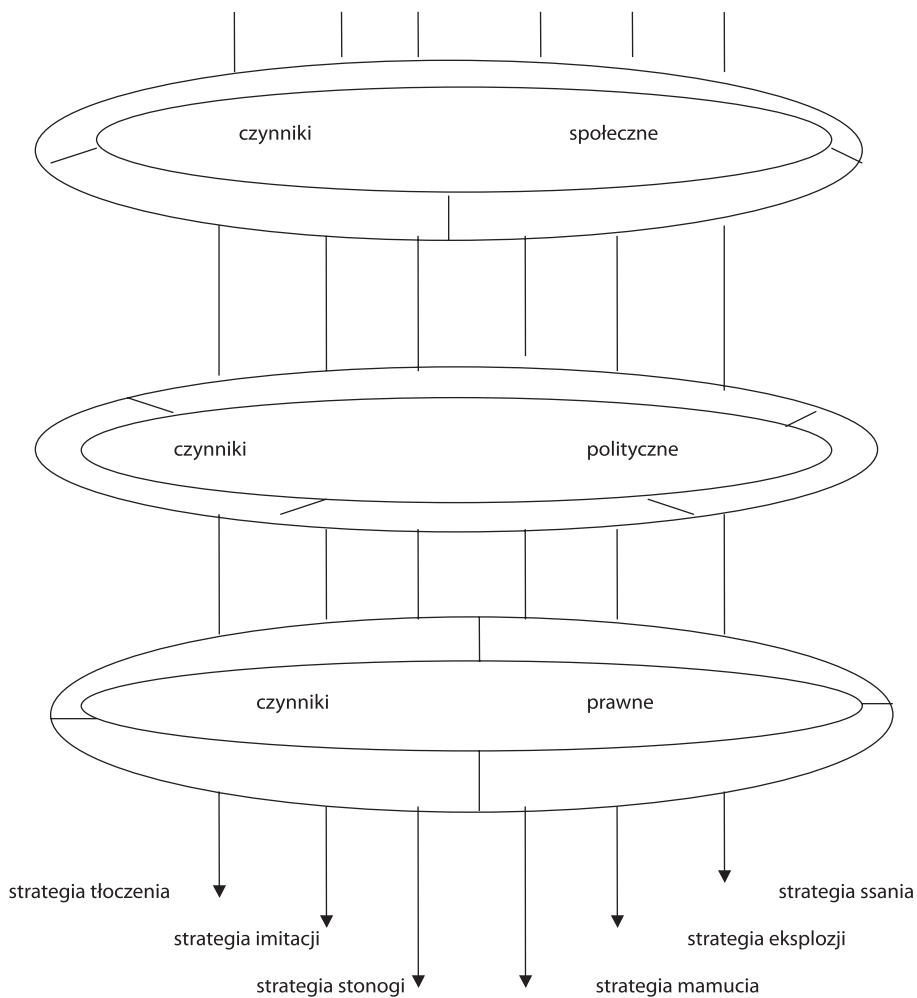 czynniki społeczne
czynniki polityczne
czynniki prawne
strategia tłoczenia strategia ssania
strategia imitacji strategia eksplozji
strategia stonogi strategia mamucia